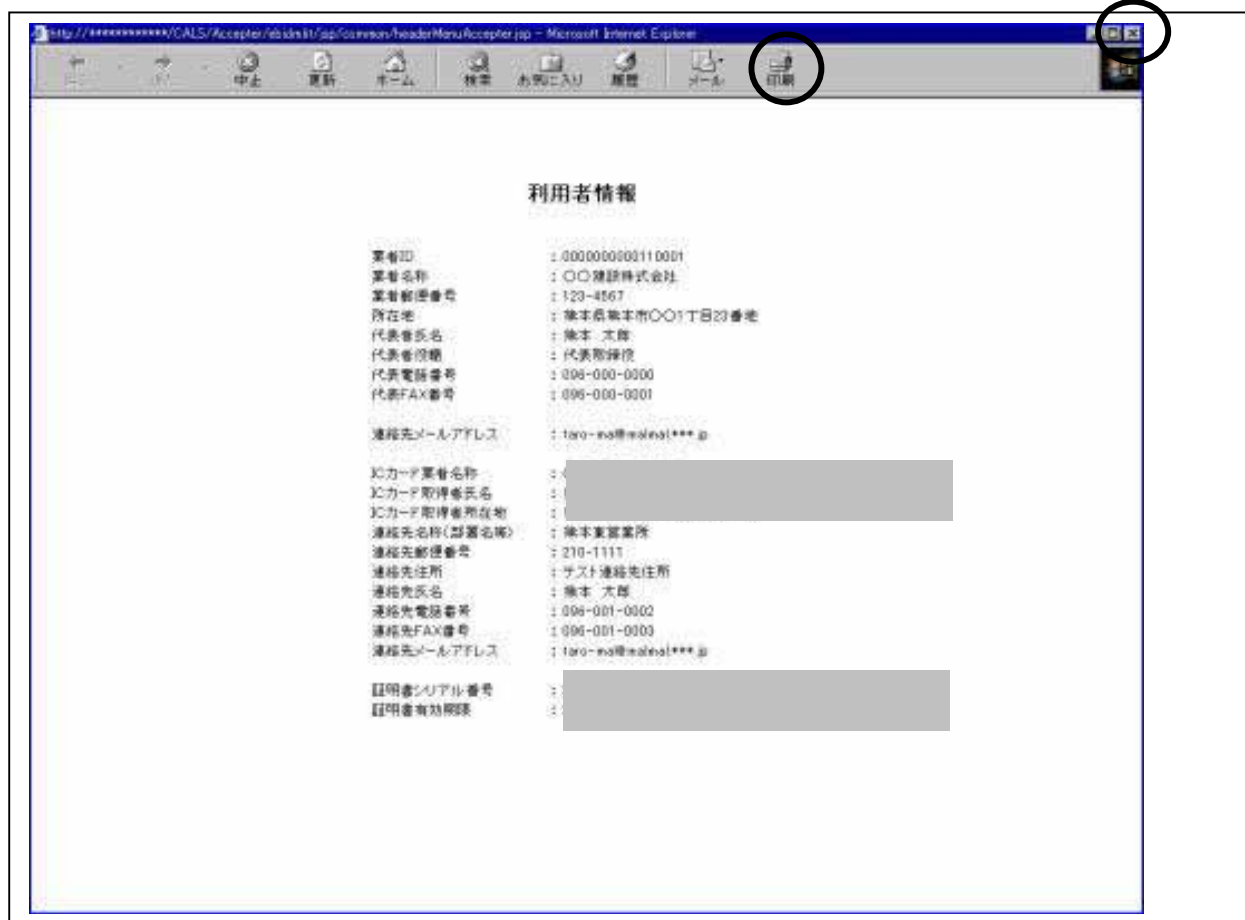 http://************/CALS/Accepter/ebidmlit/jsp/common/headerMenuAccepter.jsp - Microsoft Internet Explorer
中止 更新 ホーム 検索 お気に入り 履歴 メール 印刷
利用者情報
業者ID : 0000000000110001
業者名称 : 〇〇建設株式会社
業者郵便番号 : 123-4567
所在地 : 熊本県熊本市〇〇1丁目23番地
代表者氏名 : 熊本 太郎
代表者役職 : 代表取締役
代表電話番号 : 096-000-0000
代表FAX番号 : 096-000-0001
連絡先メールアドレス : taro-ma@malmal***.jp
ICカード業者名称 :
ICカード取得者氏名 :
ICカード取得者所在地 :
連絡先名称(部署名等) : 熊本東営業所
連絡先郵便番号 : 210-1111
連絡先住所 : テスト連絡先住所
連絡先氏名 : 熊本 太郎
連絡先電話番号 : 096-001-0002
連絡先FAX番号 : 096-001-0003
連絡先メールアドレス : taro-ma@malmal***.jp
証明書シリアル番号 :
証明書有効期限 :